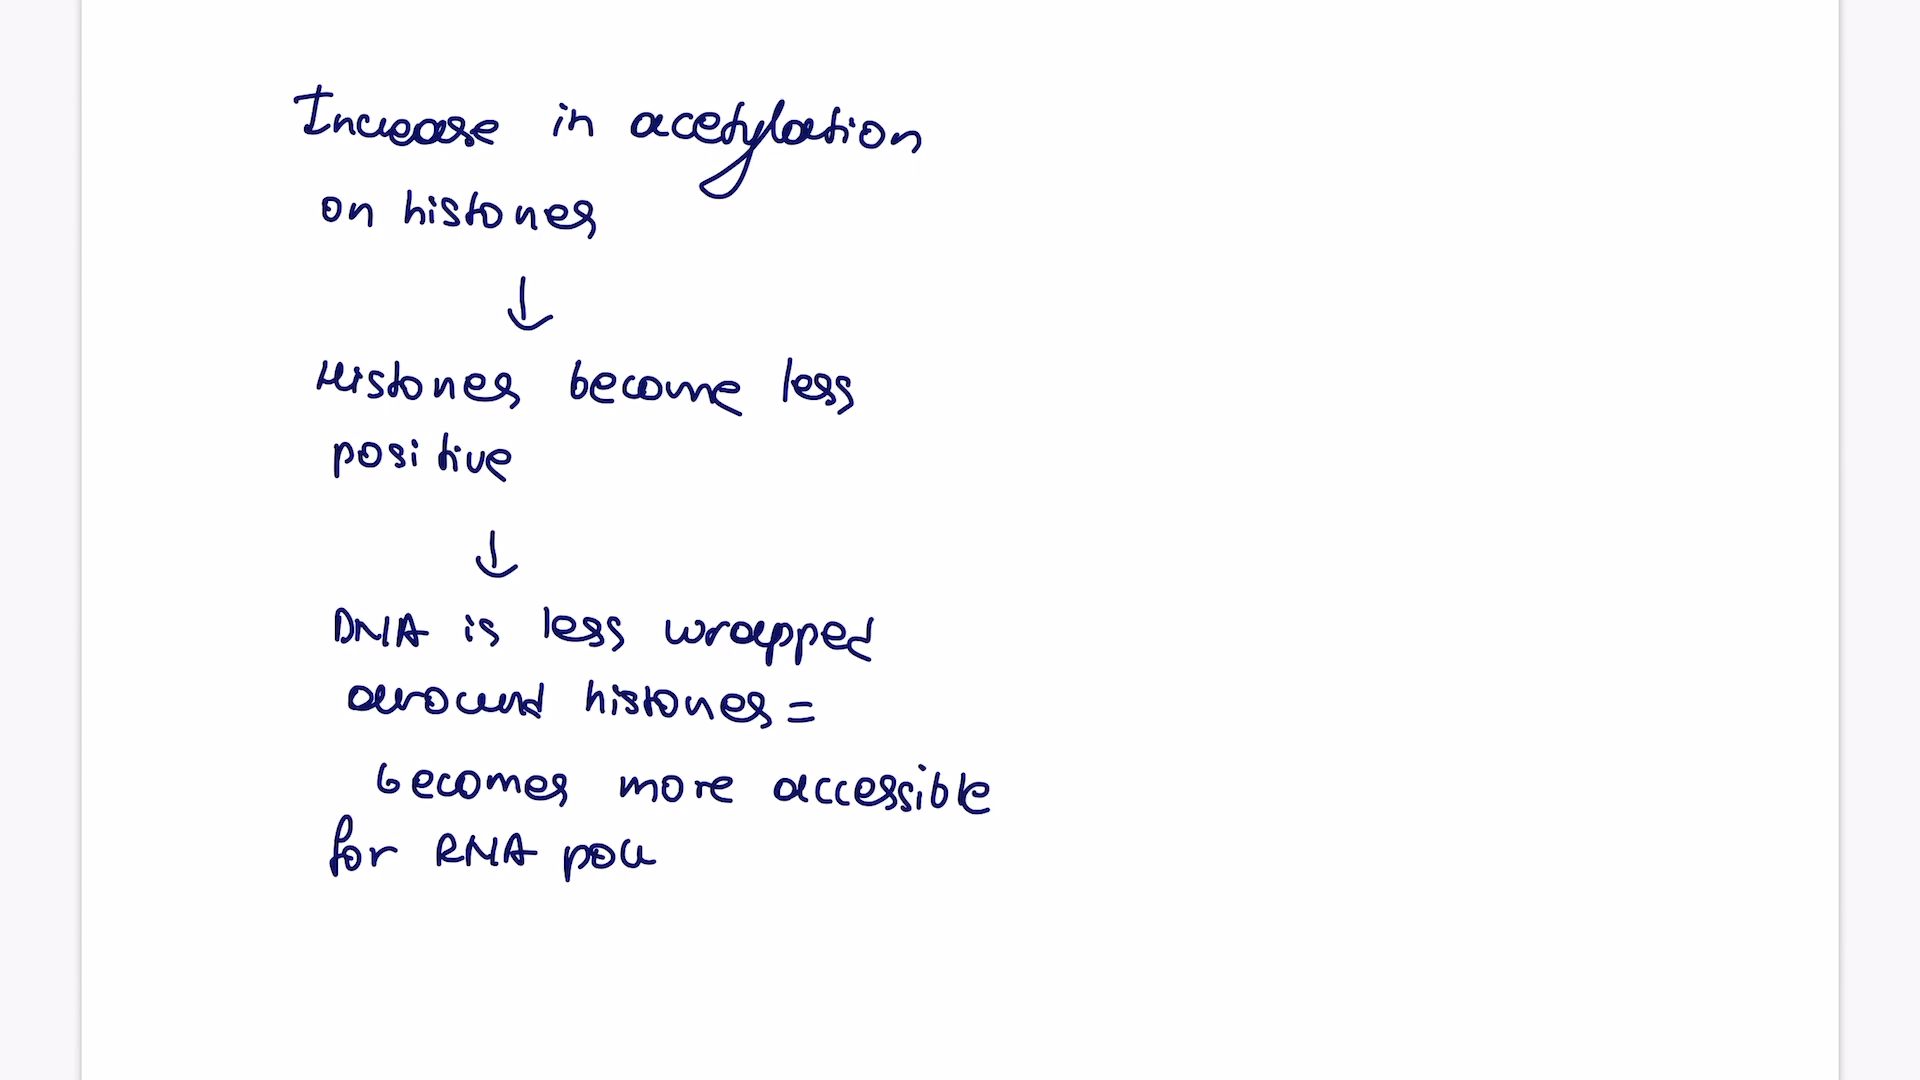 Increase in acetylation
on histones
↓
Histones become less
positive
↓
DNA is less wrapped
around histones =
becomes more accessible
for RNA pol